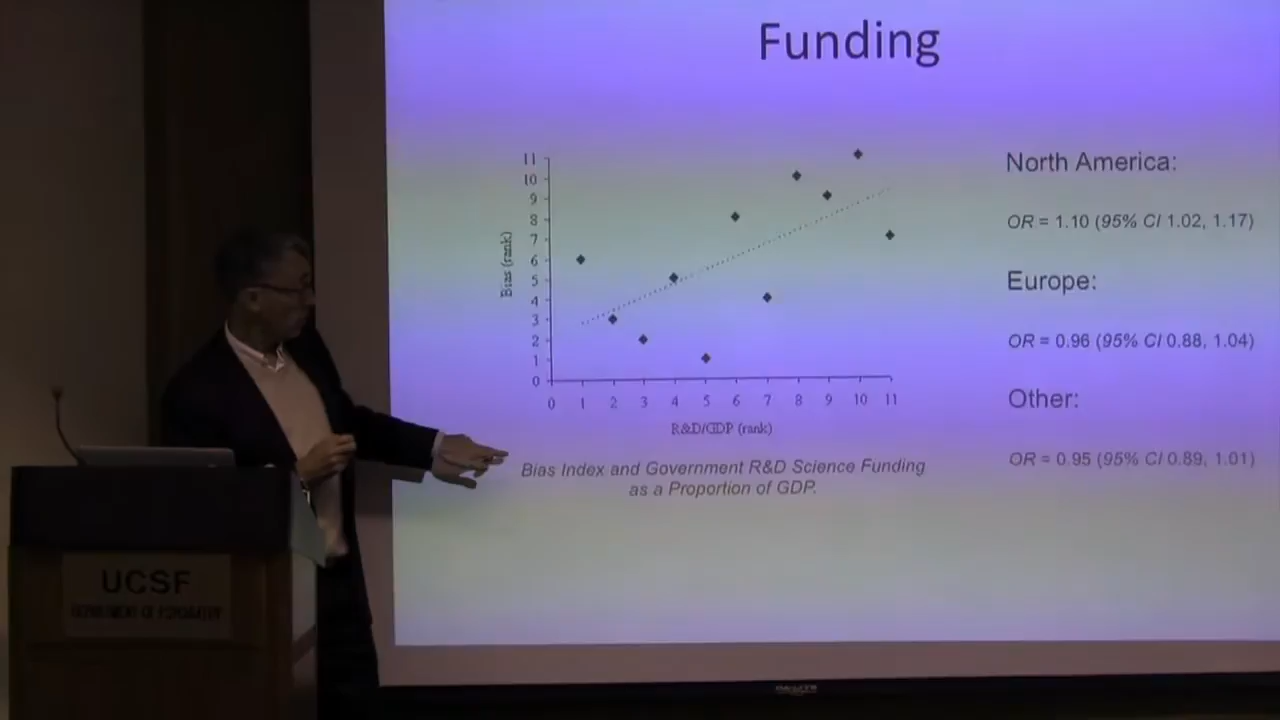 Funding
11
10
9
8
7
6
5
4
3
2
1
0
Bias (rank)
0 1 2 3 4 5 6 7 8 9 10 11
R&D/GDP (rank)
Bias Index and Government R&D Science Funding
as a Proportion of GDP.
North America:
OR = 1.10 (95% CI 1.02, 1.17)
Europe:
OR = 0.96 (95% CI 0.88, 1.04)
Other:
OR = 0.95 (95% CI 0.89, 1.01)
UCSF
DEPARTMENT OF PSYCHIATRY